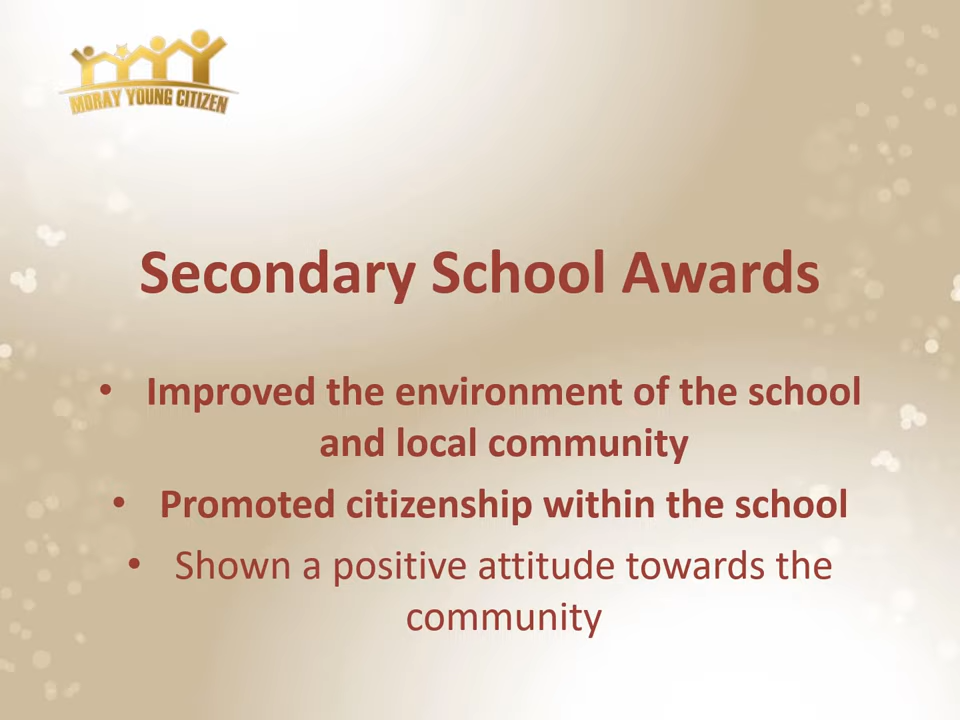 MORAY YOUNG CITIZEN
Secondary School Awards
• Improved the environment of the school
and local community
• Promoted citizenship within the school
• Shown a positive attitude towards the
community